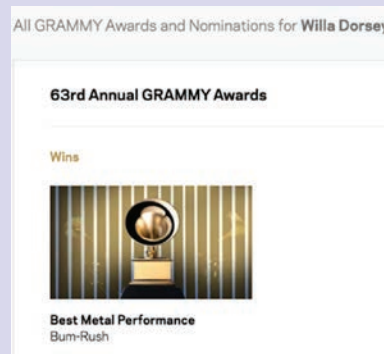 All GRAMMY Awards and Nominations for Willa Dorsey
63rd Annual GRAMMY Awards
Wins
Best Metal Performance
Bum-Rush